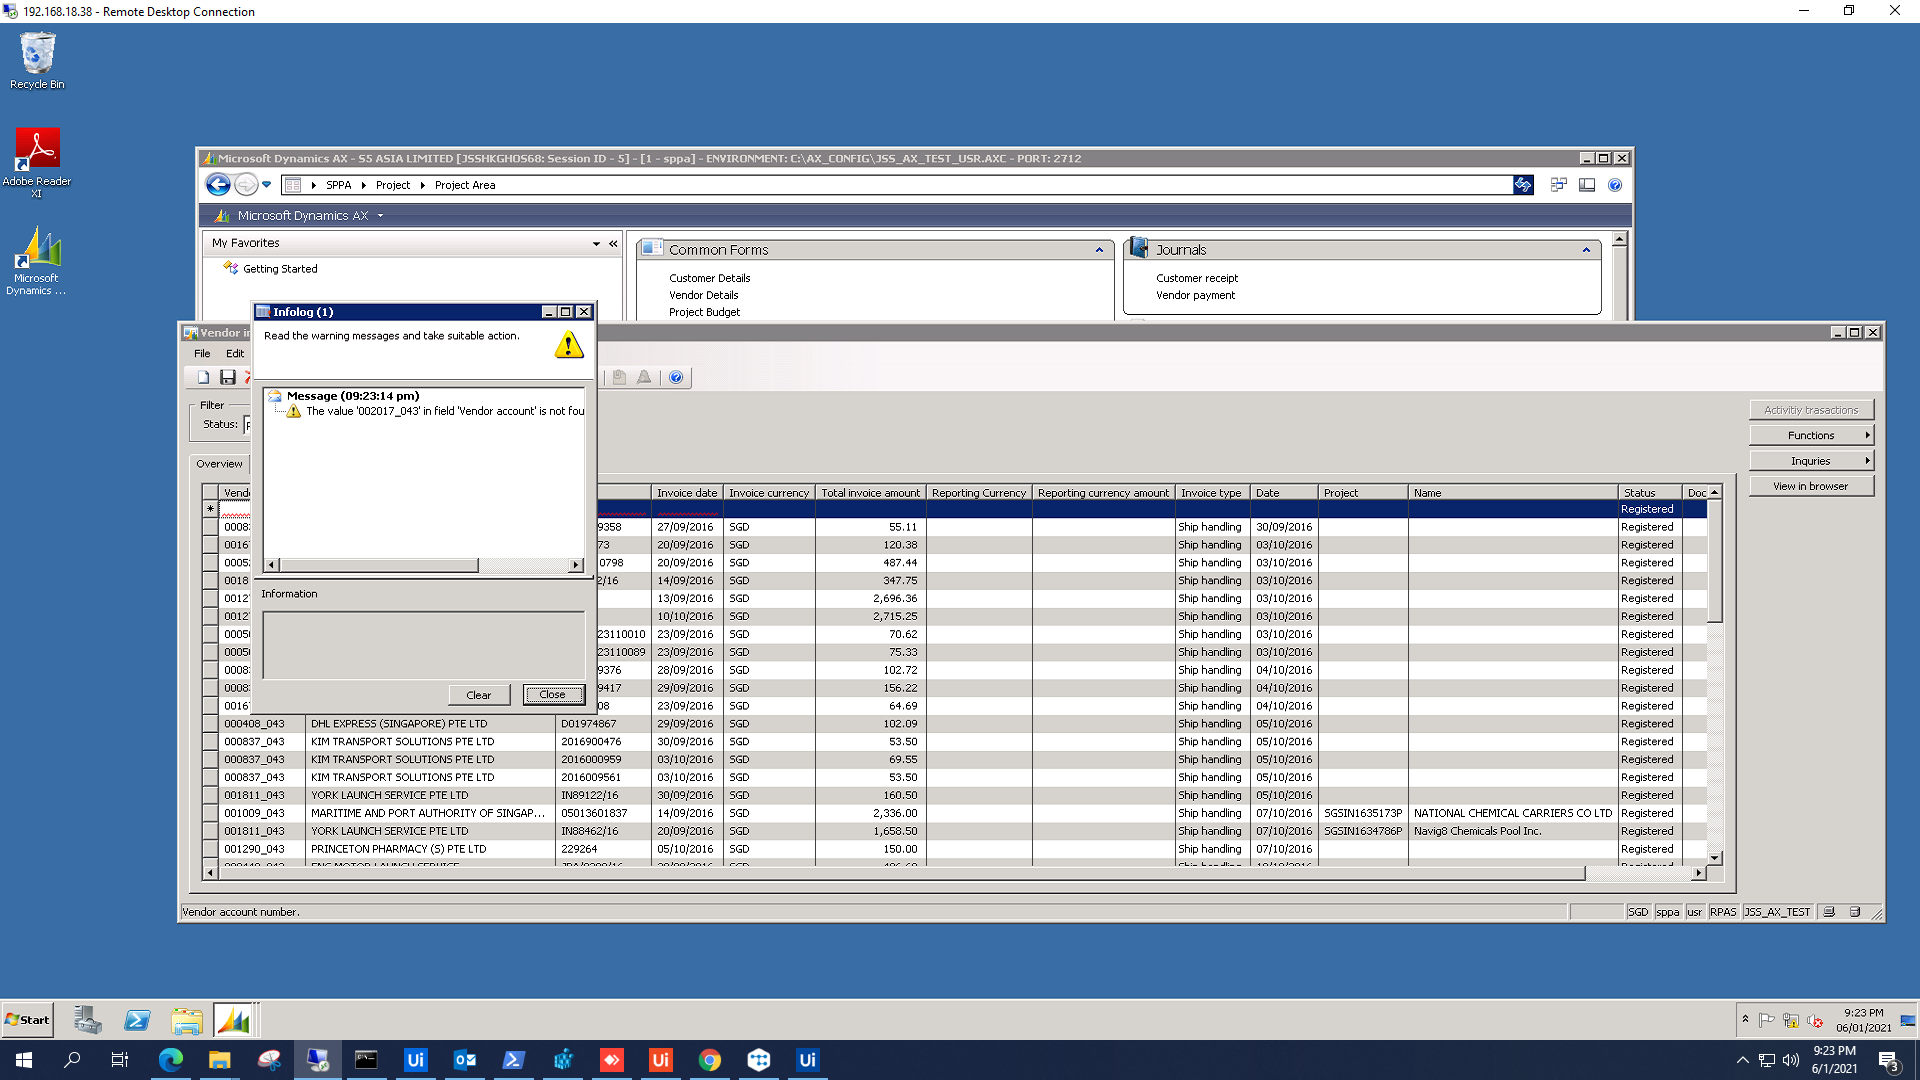 192.168.18.38 - Remote Desktop Connection
Recycle Bin
Adobe Reader
XI
Microsoft
Dynamics ...
Microsoft Dynamics AX - S5 ASIA LIMITED [JSSHKGHOS68: Session ID - 5] - [1 - sppa] - ENVIRONMENT: C:\AX_CONFIG\JSS_AX_TEST_USR.AXC - PORT: 2712
SPPA Project Project Area
Microsoft Dynamics AX
My Favorites
Getting Started
Common Forms
Customer Details
Vendor Details
Project Budget
Journals
Customer receipt
Vendor payment
Infolog (1)
Read the warning messages and take suitable action.
Message (09:23:14 pm)
The value '002017_043' in field 'Vendor account' is not fou
Information
Clear Close
Vendor in
File Edit
Filter
Status:
Overview
Activitiy trasactions
Functions
Inquries
View in browser
Vendo Invoice date Invoice currency Total invoice amount Reporting Currency Reporting currency amount Invoice type Date Project Name Status Doc
* Registered
0008 9358 27/09/2016 SGD 55.11 Ship handling 30/09/2016 Registered
0016 73 20/09/2016 SGD 120.38 Ship handling 03/10/2016 Registered
0005 0798 20/09/2016 SGD 487.44 Ship handling 03/10/2016 Registered
0018 2/16 14/09/2016 SGD 347.75 Ship handling 03/10/2016 Registered
0012 13/09/2016 SGD 2,696.36 Ship handling 03/10/2016 Registered
0012 10/10/2016 SGD 2,715.25 Ship handling 03/10/2016 Registered
0005 23110010 23/09/2016 SGD 70.62 Ship handling 03/10/2016 Registered
0005 23110089 23/09/2016 SGD 75.33 Ship handling 03/10/2016 Registered
0008 9376 28/09/2016 SGD 102.72 Ship handling 04/10/2016 Registered
0008 9417 29/09/2016 SGD 156.22 Ship handling 04/10/2016 Registered
0016 08 23/09/2016 SGD 64.69 Ship handling 04/10/2016 Registered
000408_043 DHL EXPRESS (SINGAPORE) PTE LTD D01974867 29/09/2016 SGD 102.09 Ship handling 05/10/2016 Registered
000837_043 KIM TRANSPORT SOLUTIONS PTE LTD 2016900476 30/09/2016 SGD 53.50 Ship handling 05/10/2016 Registered
000837_043 KIM TRANSPORT SOLUTIONS PTE LTD 2016000959 03/10/2016 SGD 69.55 Ship handling 05/10/2016 Registered
000837_043 KIM TRANSPORT SOLUTIONS PTE LTD 2016009561 03/10/2016 SGD 53.50 Ship handling 05/10/2016 Registered
001811_043 YORK LAUNCH SERVICE PTE LTD IN89122/16 30/09/2016 SGD 160.50 Ship handling 05/10/2016 Registered
001009_043 MARITIME AND PORT AUTHORITY OF SINGAP... 05013601837 14/09/2016 SGD 2,336.00 Ship handling 07/10/2016 SGSIN1635173P NATIONAL CHEMICAL CARRIERS CO LTD Registered
001811_043 YORK LAUNCH SERVICE PTE LTD IN88462/16 20/09/2016 SGD 1,658.50 Ship handling 07/10/2016 SGSIN1634786P Navig8 Chemicals Pool Inc. Registered
001290_043 PRINCETON PHARMACY (S) PTE LTD 229264 05/10/2016 SGD 150.00 Ship handling 07/10/2016 Registered
Vendor account number. SGD sppa usr RPAS JSS_AX_TEST
Start
9:23 PM
06/01/2021
9:23 PM
6/1/2021
3